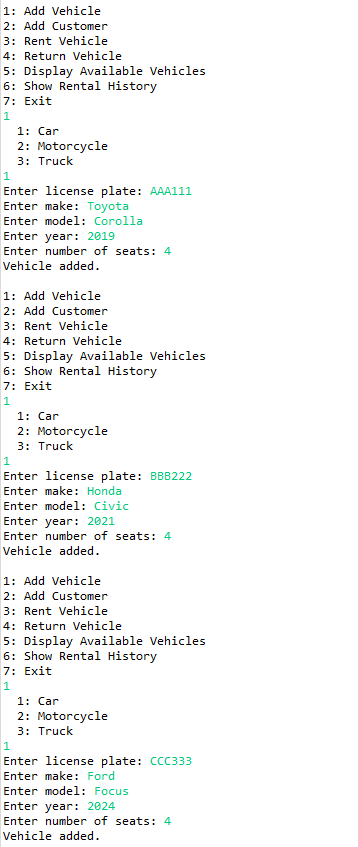 1: Add Vehicle
2: Add Customer
3: Rent Vehicle
4: Return Vehicle
5: Display Available Vehicles
6: Show Rental History
7: Exit
1
  1: Car
  2: Motorcycle
  3: Truck
1
Enter license plate: AAA111
Enter make: Toyota
Enter model: Corolla
Enter year: 2019
Enter number of seats: 4
Vehicle added.

1: Add Vehicle
2: Add Customer
3: Rent Vehicle
4: Return Vehicle
5: Display Available Vehicles
6: Show Rental History
7: Exit
1
  1: Car
  2: Motorcycle
  3: Truck
1
Enter license plate: BBB222
Enter make: Honda
Enter model: Civic
Enter year: 2021
Enter number of seats: 4
Vehicle added.

1: Add Vehicle
2: Add Customer
3: Rent Vehicle
4: Return Vehicle
5: Display Available Vehicles
6: Show Rental History
7: Exit
1
  1: Car
  2: Motorcycle
  3: Truck
1
Enter license plate: CCC333
Enter make: Ford
Enter model: Focus
Enter year: 2024
Enter number of seats: 4
Vehicle added.